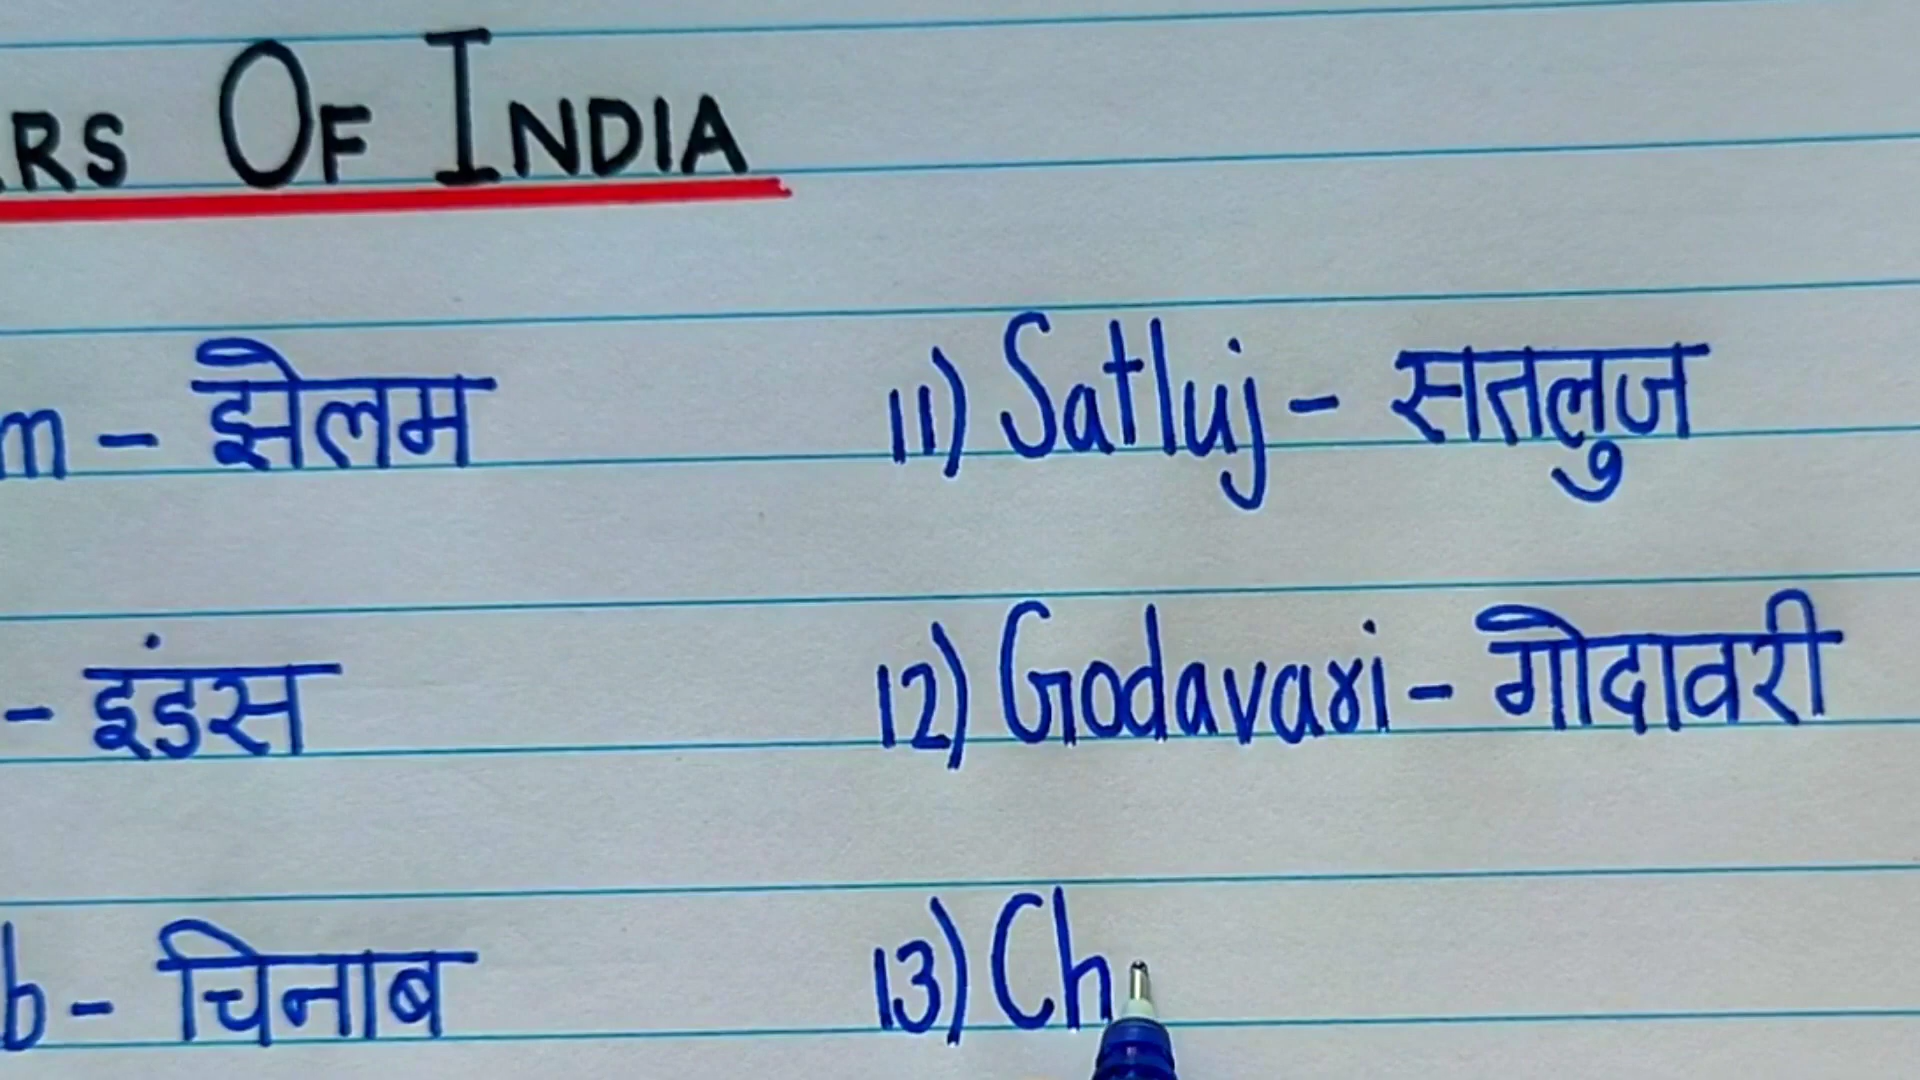 RS OF INDIA
m - झेलम
11) Satluj - सतलुज
- इंडस
12) Godavari - गोदावरी
b - चिनाब
13) Ch